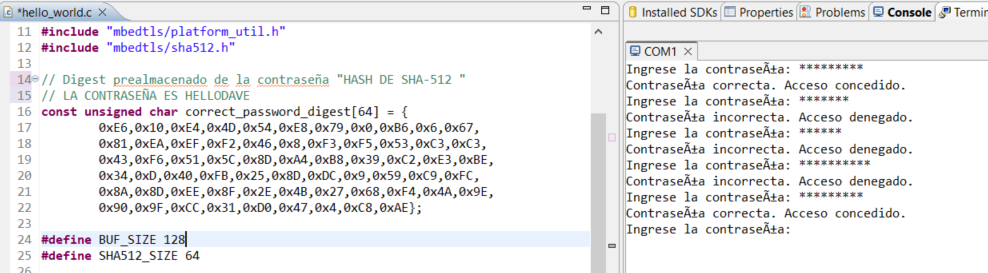 *hello_world.c
Installed SDKs Properties Problems Console Termin
11 #include "mbedtls/platform_util.h"
12 #include "mbedtls/sha512.h"
13
14 // Digest prealmacenado de la contraseña "HASH DE SHA-512 "
15 // LA CONTRASEÑA ES HELLODAVE
16 const unsigned char correct_password_digest[64] = {
17 0xE6,0x10,0xE4,0x4D,0x54,0xE8,0x79,0x0,0xB6,0x6,0x67,
18 0x81,0xEA,0xEF,0xF2,0x46,0x8,0xF3,0xF5,0x53,0xC3,0xC3,
19 0x43,0xF6,0x51,0x5C,0x8D,0xA4,0xB8,0x39,0xC2,0xE3,0xBE,
20 0x34,0xD,0x40,0xFB,0x25,0x8D,0xDC,0x9,0x59,0xC9,0xFC,
21 0x8A,0x8D,0xEE,0x8F,0x2E,0x4B,0x27,0x68,0xF4,0x4A,0x9E,
22 0x90,0x9F,0xCC,0x31,0xD0,0x47,0x4,0xC8,0xAE};
23
24 #define BUF_SIZE 128
25 #define SHA512_SIZE 64
26
COM1
Ingrese la contraseÃ±a: *********
ContraseÃ±a correcta. Acceso concedido.
Ingrese la contraseÃ±a: *******
ContraseÃ±a incorrecta. Acceso denegado.
Ingrese la contraseÃ±a: ******
ContraseÃ±a incorrecta. Acceso denegado.
Ingrese la contraseÃ±a: **********
ContraseÃ±a incorrecta. Acceso denegado.
Ingrese la contraseÃ±a: *********
ContraseÃ±a correcta. Acceso concedido.
Ingrese la contraseÃ±a: